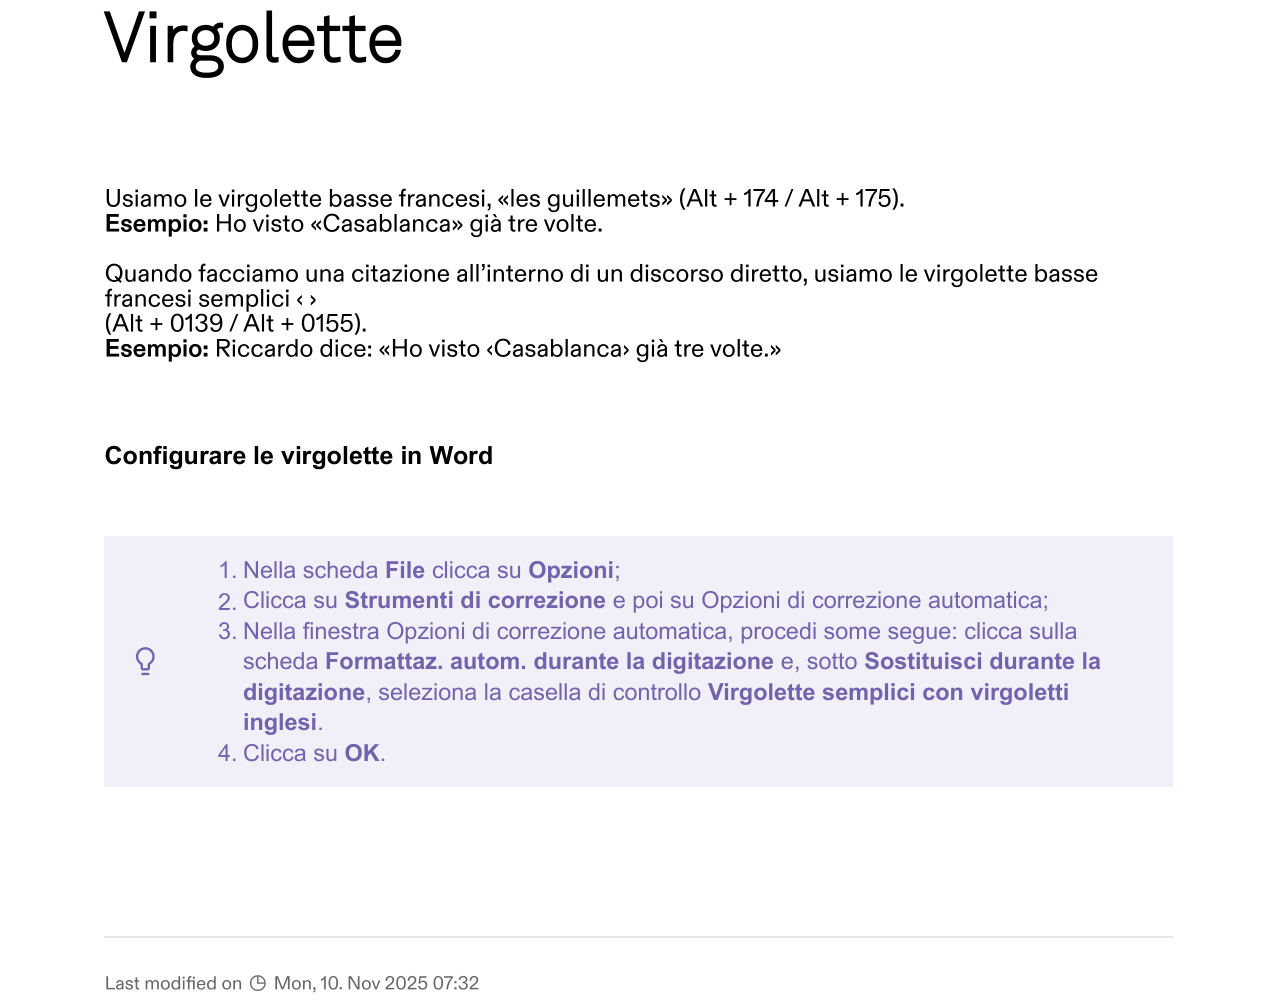 Virgolette
Usiamo le virgolette basse francesi, «les guillemets» (Alt + 174 / Alt + 175).
Esempio: Ho visto «Casablanca» già tre volte.
Quando facciamo una citazione all’interno di un discorso diretto, usiamo le virgolette basse
francesi semplici ‹ ›
(Alt + 0139 / Alt + 0155).
Esempio: Riccardo dice: «Ho visto ‹Casablanca› già tre volte.»
Configurare le virgolette in Word
1. Nella scheda File clicca su Opzioni;
2. Clicca su Strumenti di correzione e poi su Opzioni di correzione automatica;
3. Nella finestra Opzioni di correzione automatica, procedi some segue: clicca sulla
scheda Formattaz. autom. durante la digitazione e, sotto Sostituisci durante la
digitazione, seleziona la casella di controllo Virgolette semplici con virgoletti
inglesi.
4. Clicca su OK.
Last modified on Mon, 10. Nov 2025 07:32